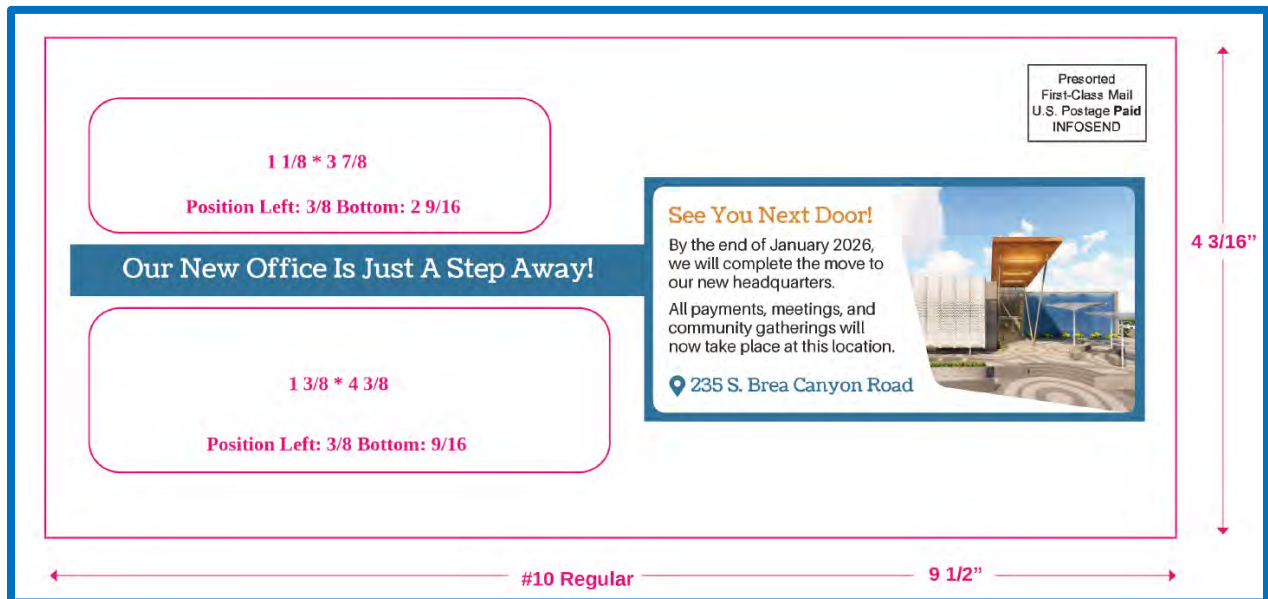 Presorted
First-Class Mail
U.S. Postage Paid
INFOSEND
1 1/8 * 3 7/8
Position Left: 3/8 Bottom: 2 9/16
Our New Office Is Just A Step Away!
See You Next Door!
By the end of January 2026,
we will complete the move to
our new headquarters.
All payments, meetings, and
community gatherings will
now take place at this location.
235 S. Brea Canyon Road
1 3/8 * 4 3/8
Position Left: 3/8 Bottom: 9/16
4 3/16”
#10 Regular
9 1/2”